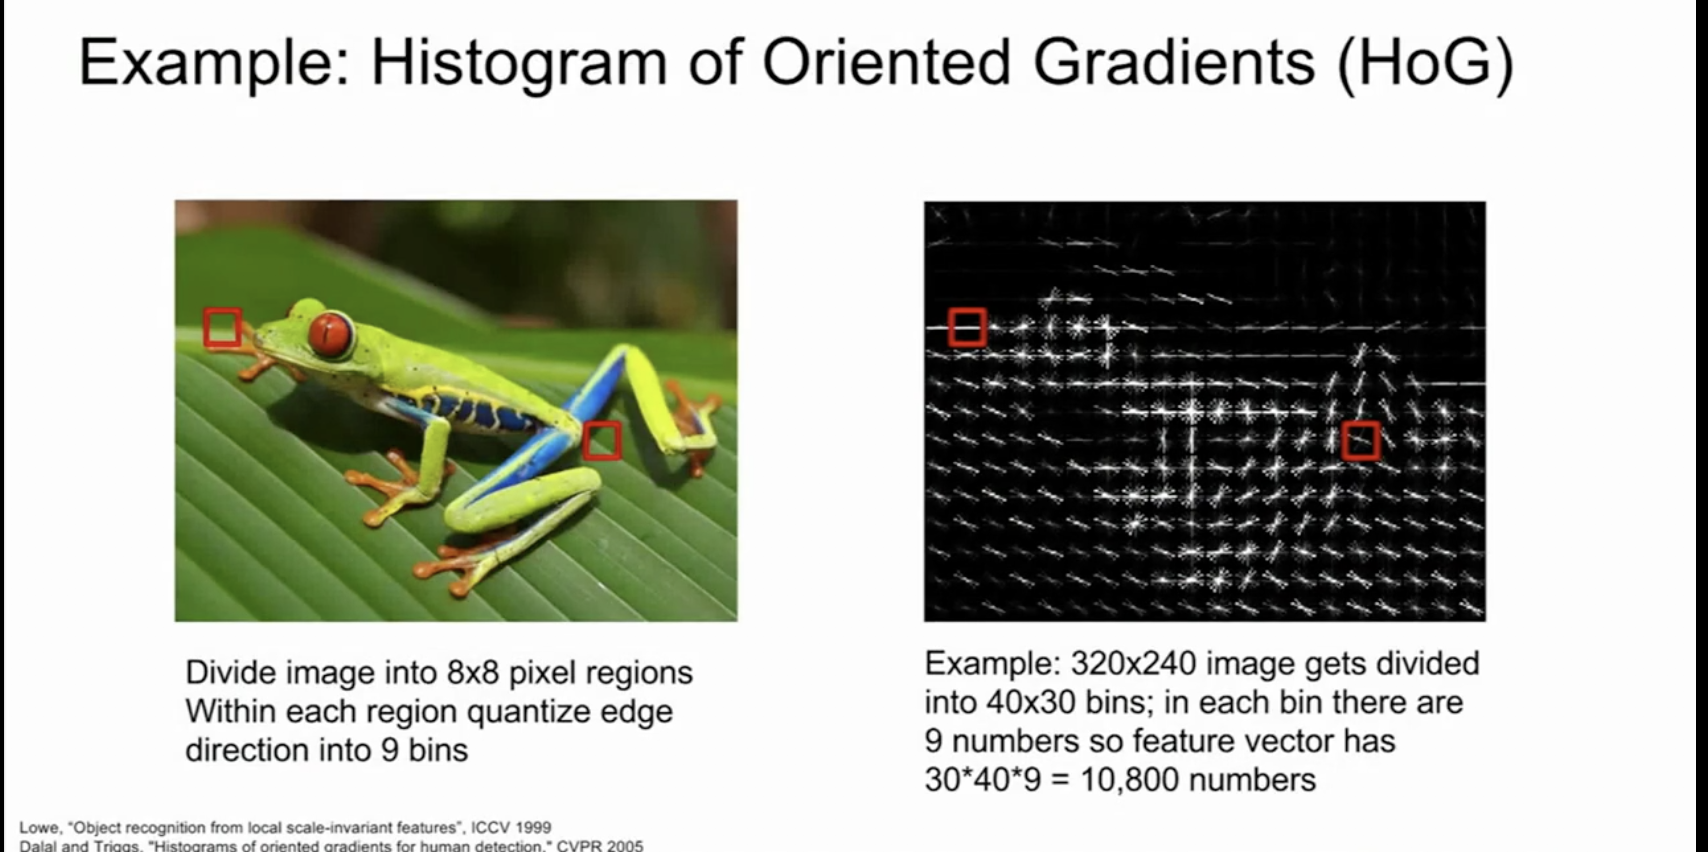 Example: Histogram of Oriented Gradients (HoG)
Divide image into 8x8 pixel regions
Within each region quantize edge
direction into 9 bins
Example: 320x240 image gets divided
into 40x30 bins; in each bin there are
9 numbers so feature vector has
30*40*9 = 10,800 numbers
Lowe, "Object recognition from local scale-invariant features", ICCV 1999
Dalal and Triggs, "Histograms of oriented gradients for human detection," CVPR 2005